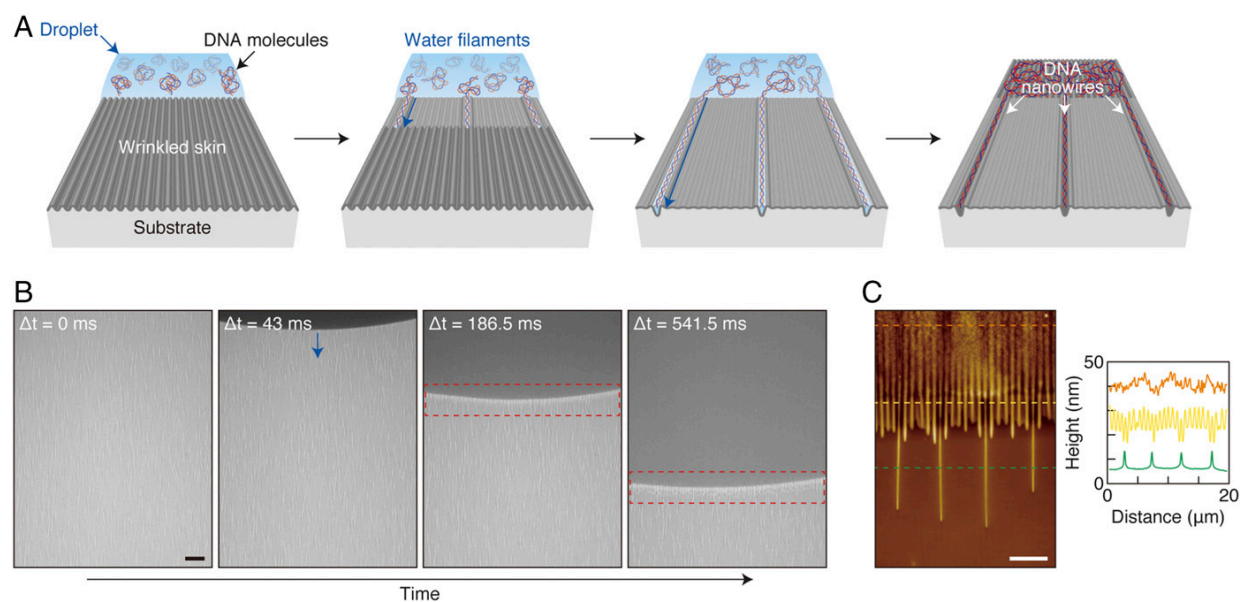 A
Droplet
DNA molecules
Wrinkled skin
Substrate
Water filaments
DNA
nanowires
B
Δt = 0 ms
Δt = 43 ms
Δt = 186.5 ms
Δt = 541.5 ms
Time
C
Height (nm)
50
0
0
20
Distance (μm)